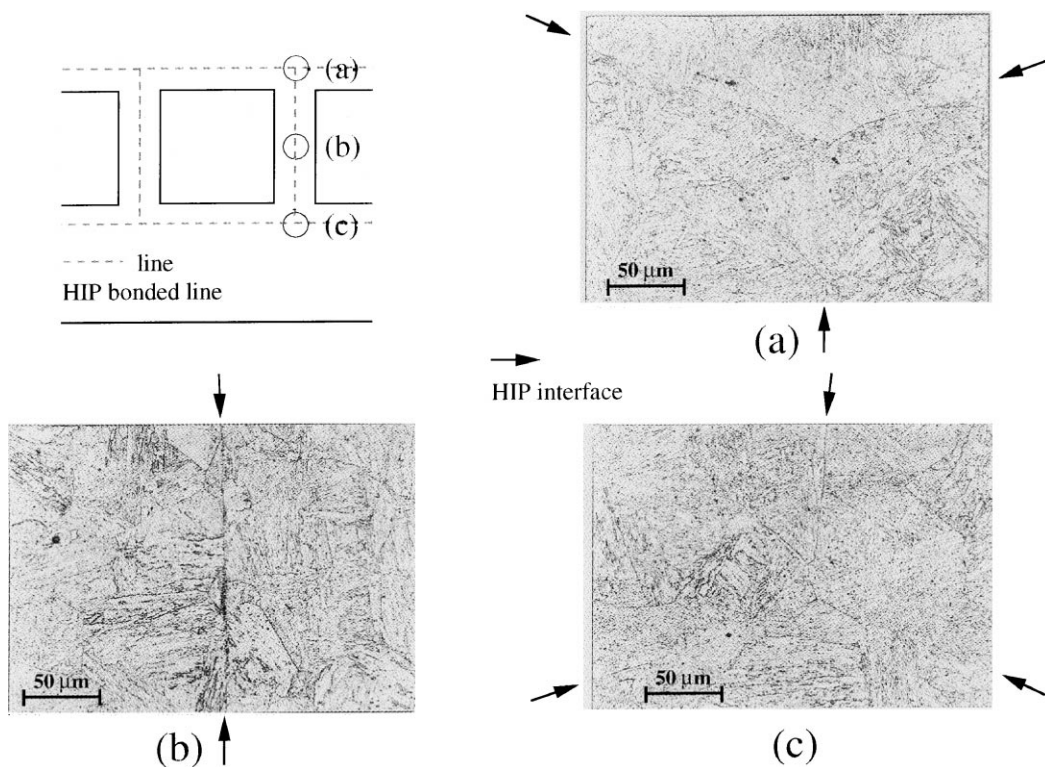 (a)
(b)
(c)
line
HIP bonded line
50 μm
(a)
HIP interface
50 μm
(b)
50 μm
(c)